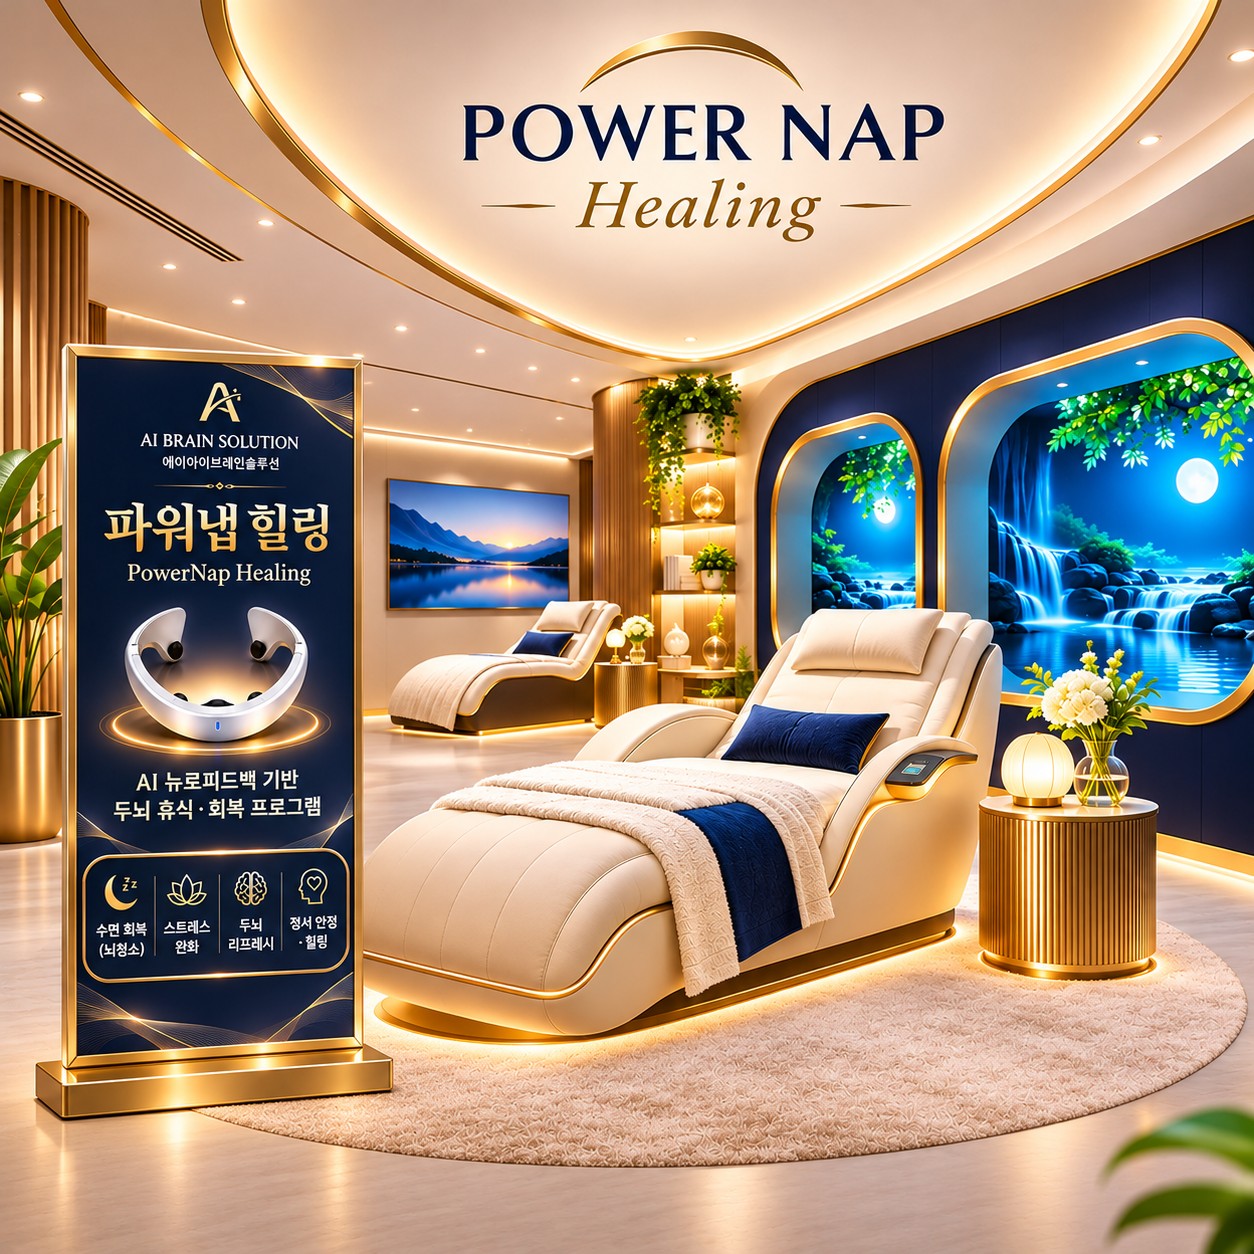 POWER NAP
Healing
AI BRAIN SOLUTION
에이아이브레인솔루션
파워냅 힐링
PowerNap Healing
AI 뉴로피드백 기반
두뇌 휴식 · 회복 프로그램
수면 회복
(뇌청소)
스트레스
완화
두뇌
리프레시
정서 안정
· 힐링